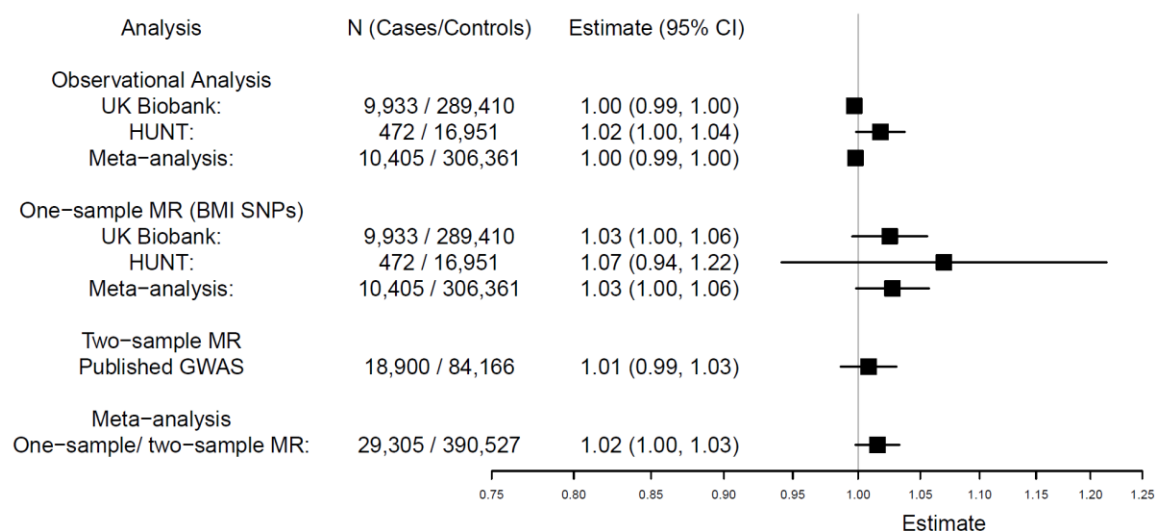 Analysis N (Cases/Controls) Estimate (95% CI)
Observational Analysis
UK Biobank: 9,933 / 289,410 1.00 (0.99, 1.00)
HUNT: 472 / 16,951 1.02 (1.00, 1.04)
Meta−analysis: 10,405 / 306,361 1.00 (0.99, 1.00)
One−sample MR (BMI SNPs)
UK Biobank: 9,933 / 289,410 1.03 (1.00, 1.06)
HUNT: 472 / 16,951 1.07 (0.94, 1.22)
Meta−analysis: 10,405 / 306,361 1.03 (1.00, 1.06)
Two−sample MR
Published GWAS 18,900 / 84,166 1.01 (0.99, 1.03)
Meta−analysis
One−sample/ two−sample MR: 29,305 / 390,527 1.02 (1.00, 1.03)
0.75 0.80 0.85 0.90 0.95 1.00 1.05 1.10 1.15 1.20 1.25
Estimate